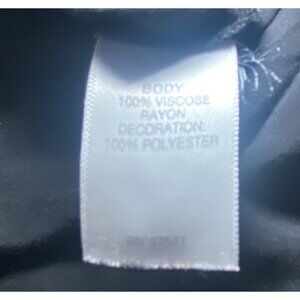 BODY
100% VISCOSE
RAYON
DECORATION:
100% POLYESTER